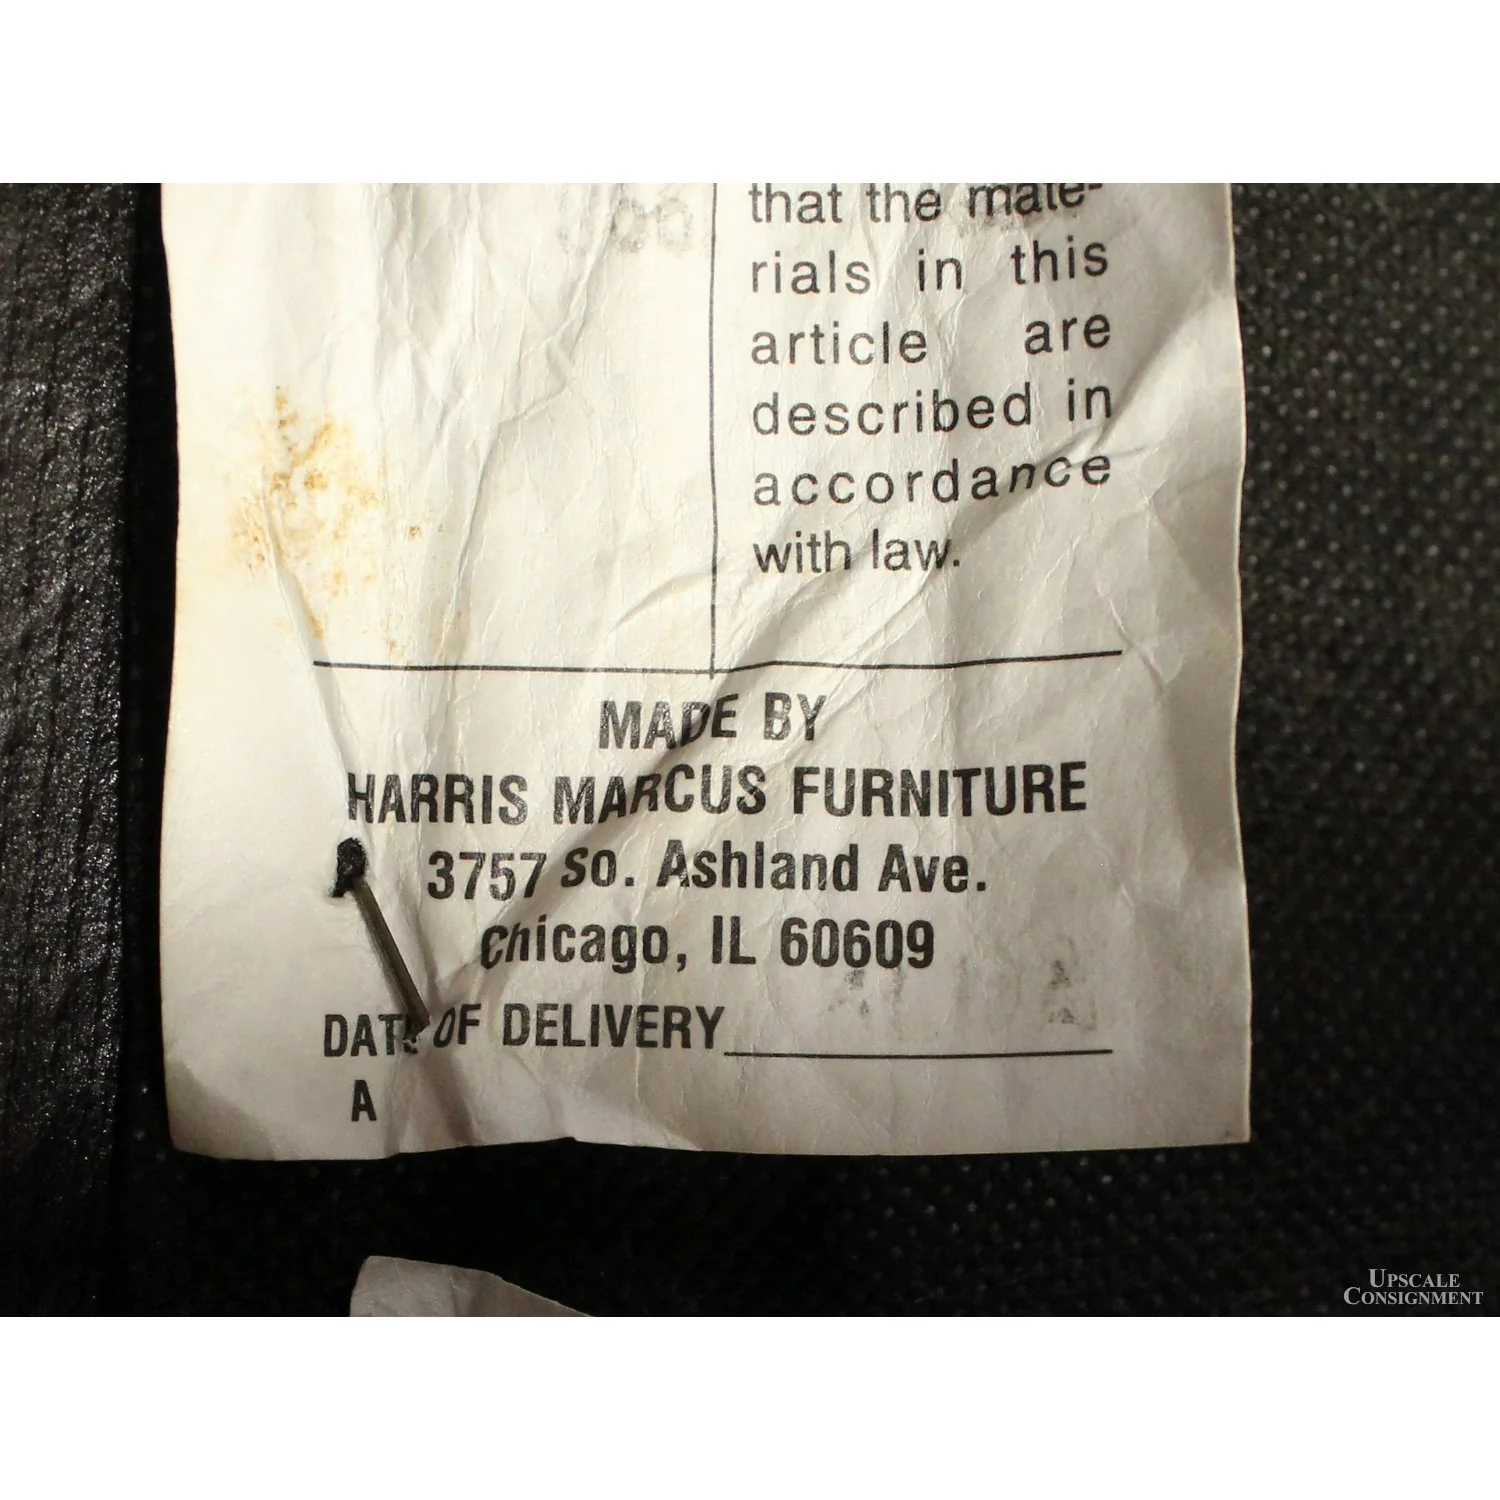 that the mate-
rials in this
article are
described in
accordance
with law.
MADE BY
HARRIS MARCUS FURNITURE
3757 So. Ashland Ave.
Chicago, IL 60609
DATE OF DELIVERY
A
UPSCALE
CONSIGNMENT